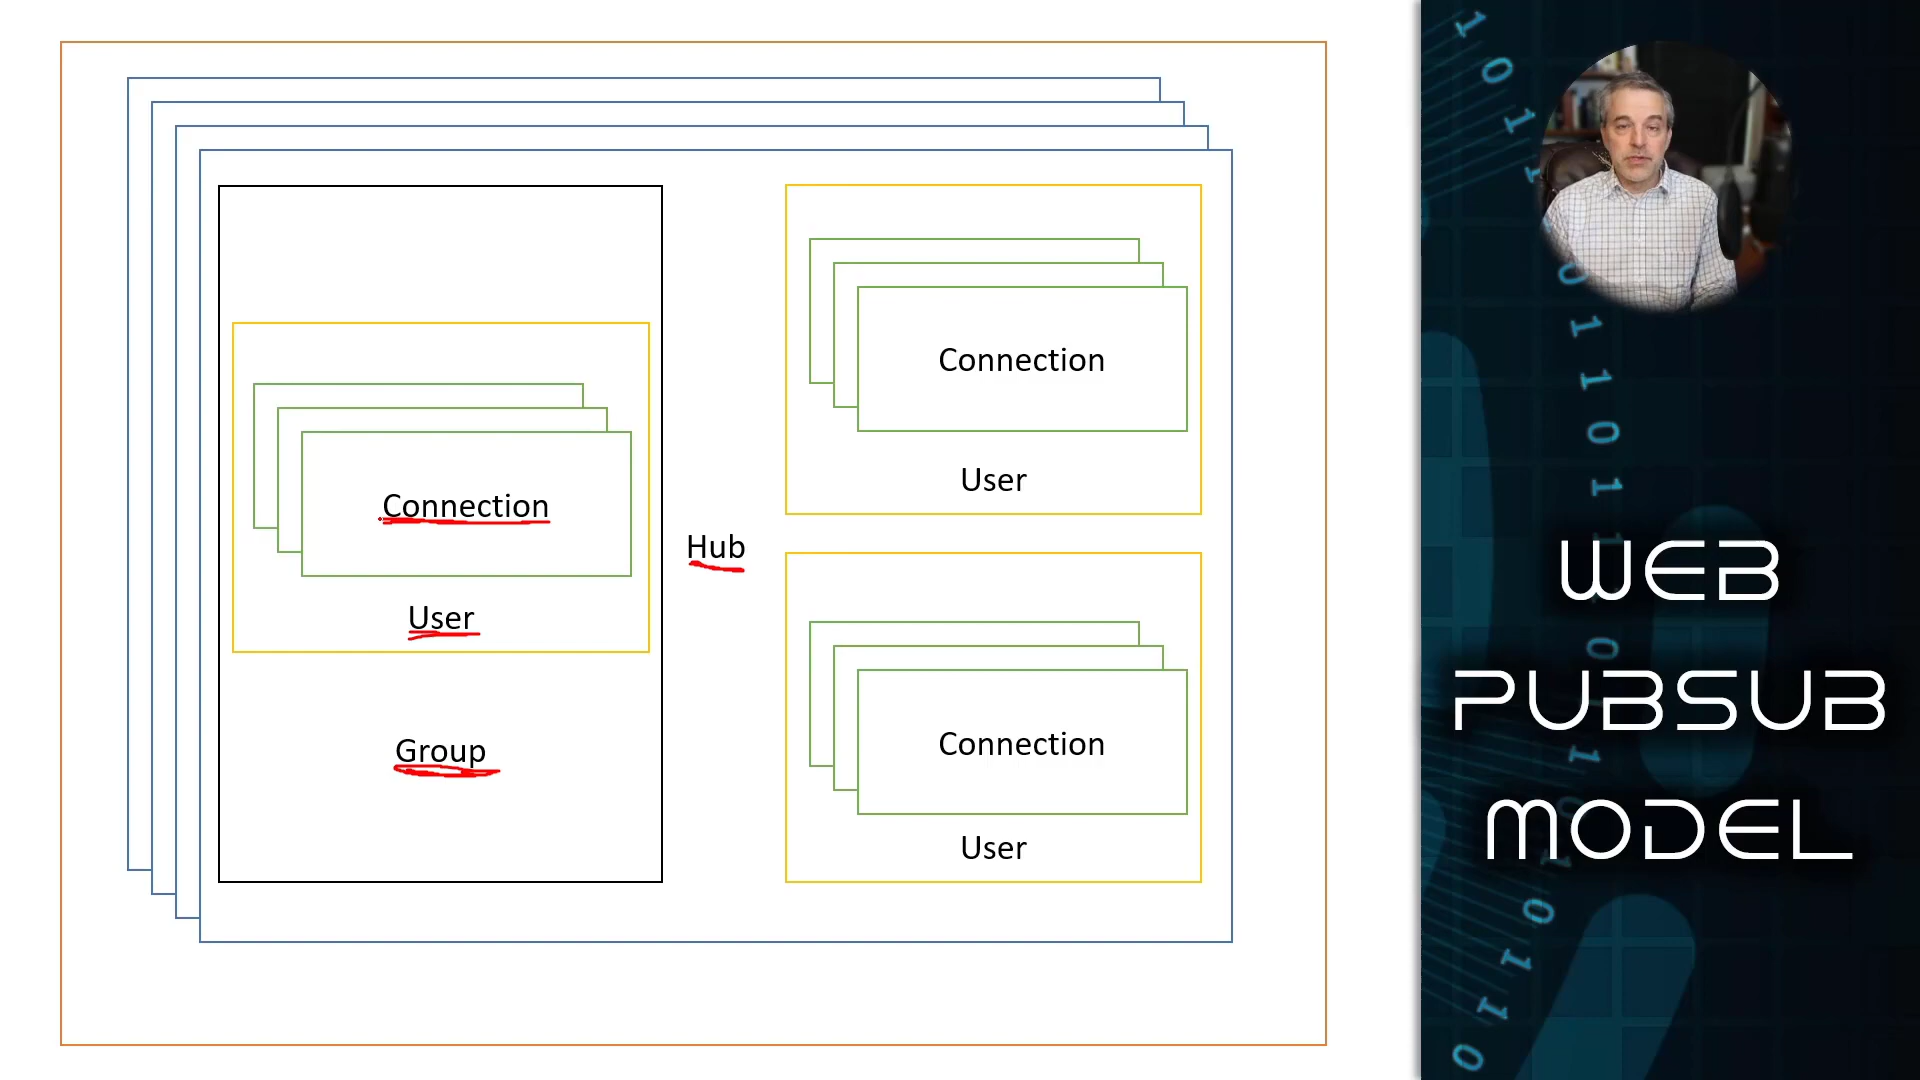 Connection
User
Group
Hub
Connection
User
Connection
User
WEB
PUBSUB
MODEL